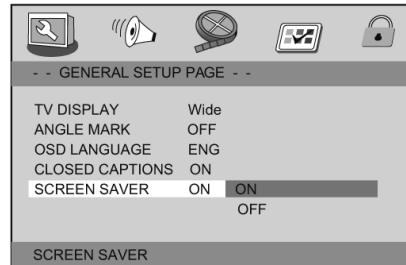 - - GENERAL SETUP PAGE - -
TV DISPLAY Wide
ANGLE MARK OFF
OSD LANGUAGE ENG
CLOSED CAPTIONS ON
SCREEN SAVER ON ON
OFF
SCREEN SAVER